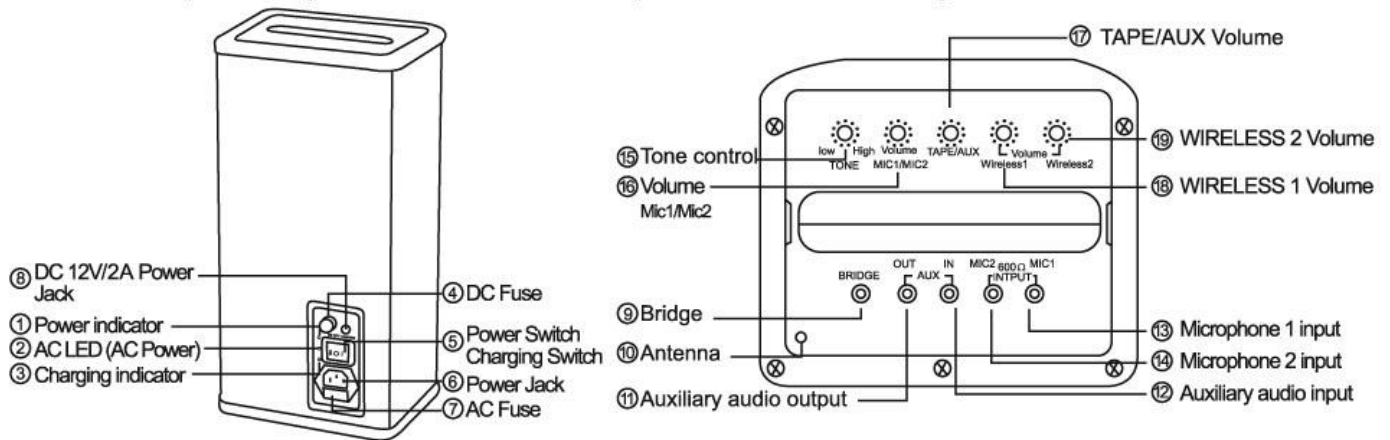 ⑧ DC 12V/2A Power
Jack
① Power indicator
② AC LED (AC Power)
③ Charging indicator
④ DC Fuse
⑤ Power Switch
Charging Switch
⑥ Power Jack
⑦ AC Fuse
⑰ TAPE/AUX Volume
low High Volume TAPE/AUX Volume
TONE MIC1/MIC2 Wireless1 Wireless2
⑮ Tone control
⑯ Volume
Mic1/Mic2
⑲ WIRELESS 2 Volume
⑱ WIRELESS 1 Volume
BRIDGE OUT AUX IN MIC2 600Ω MIC1
INTPUT
⑨ Bridge
⑩ Antenna
⑪ Auxiliary audio output
⑬ Microphone 1 input
⑭ Microphone 2 input
⑫ Auxiliary audio input